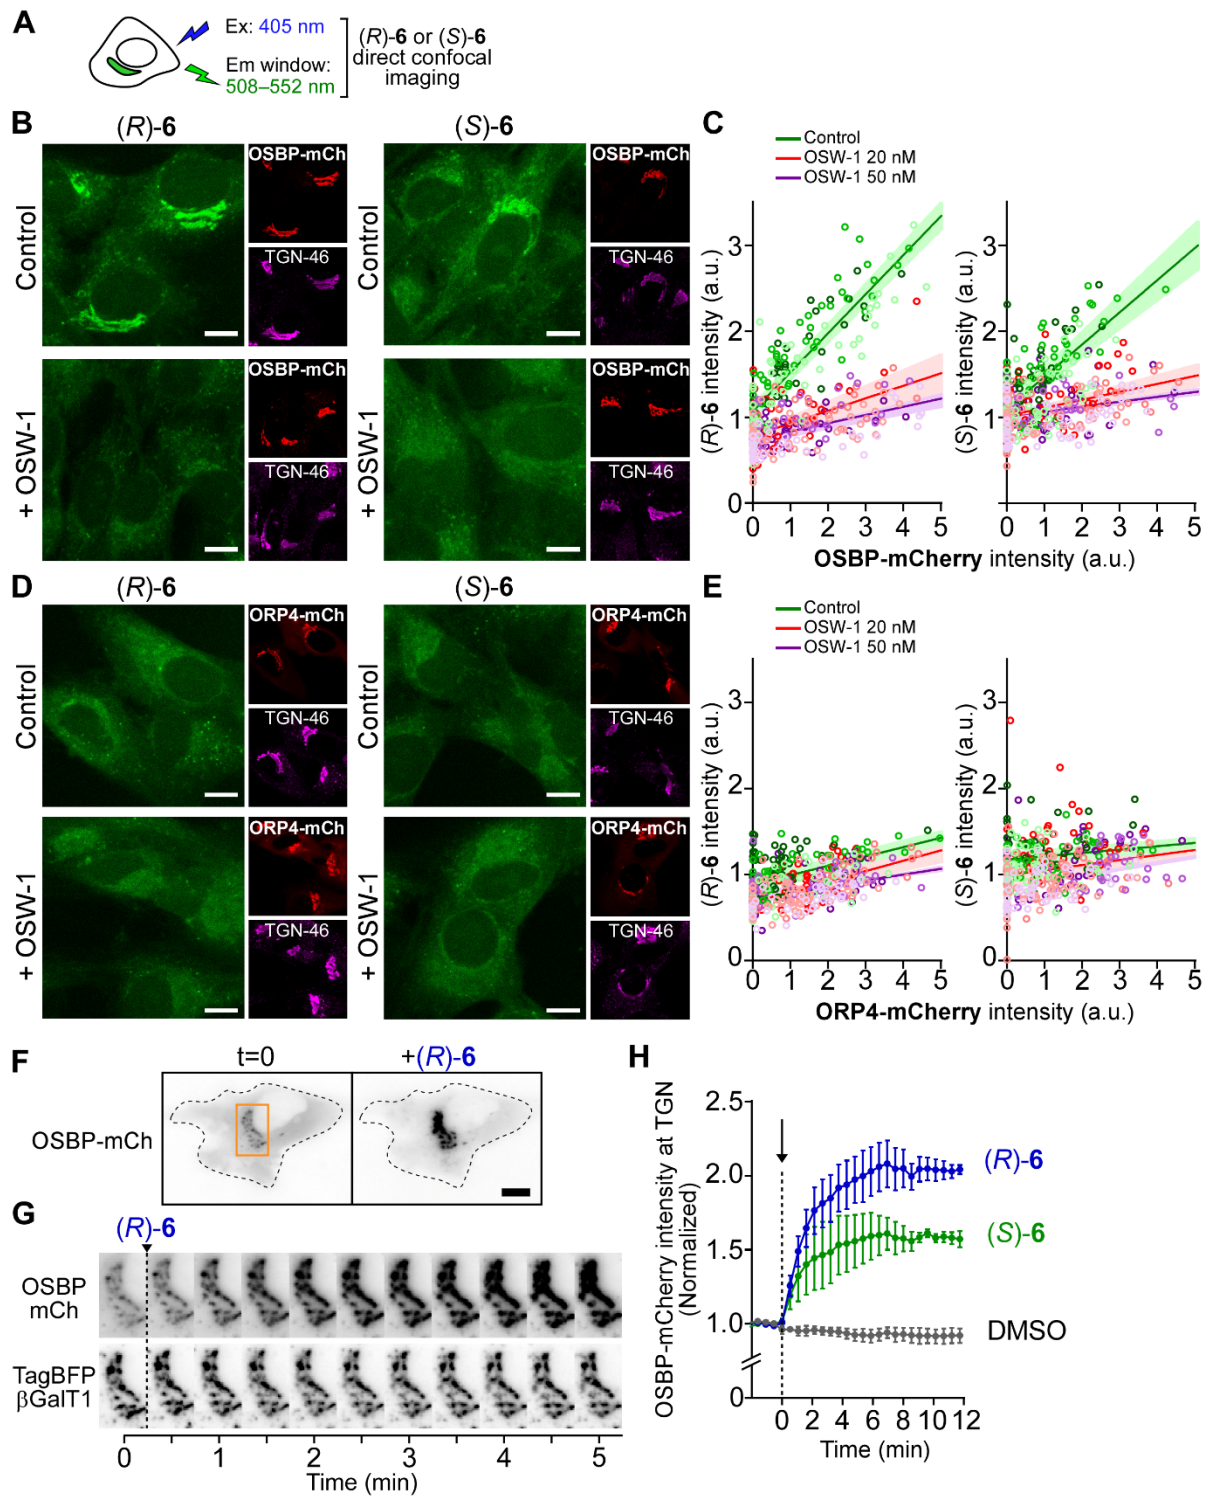 A
Ex: 405 nm
Em window:
508–552 nm
(R)-6 or (S)-6
direct confocal
imaging
B
(R)-6
(S)-6
Control
OSBP-mCh
TGN-46
Control
OSBP-mCh
TGN-46
+ OSW-1
OSBP-mCh
TGN-46
+ OSW-1
OSBP-mCh
TGN-46
C
Control
OSW-1 20 nM
OSW-1 50 nM
(R)-6 intensity (a.u.)
3
2
1
0
0 1 2 3 4 5
(S)-6 intensity (a.u.)
3
2
1
0 1 2 3 4 5
OSBP-mCherry intensity (a.u.)
D
(R)-6
(S)-6
Control
ORP4-mCh
TGN-46
Control
ORP4-mCh
TGN-46
+ OSW-1
ORP4-mCh
TGN-46
+ OSW-1
ORP4-mCh
TGN-46
E
Control
OSW-1 20 nM
OSW-1 50 nM
(R)-6 intensity (a.u.)
3
2
1
0
0 1 2 3 4 5
(S)-6 intensity (a.u.)
3
2
1
0
0 1 2 3 4 5
ORP4-mCherry intensity (a.u.)
F
t=0
+(R)-6
OSBP-mCh
G
(R)-6
OSBP
mCh
TagBFP
βGalT1
0 1 2 3 4 5
Time (min)
H
OSBP-mCherry intensity at TGN
(Normalized)
2.5
2.0
1.5
1.0
0
(R)-6
(S)-6
DMSO
0 2 4 6 8 10 12
Time (min)